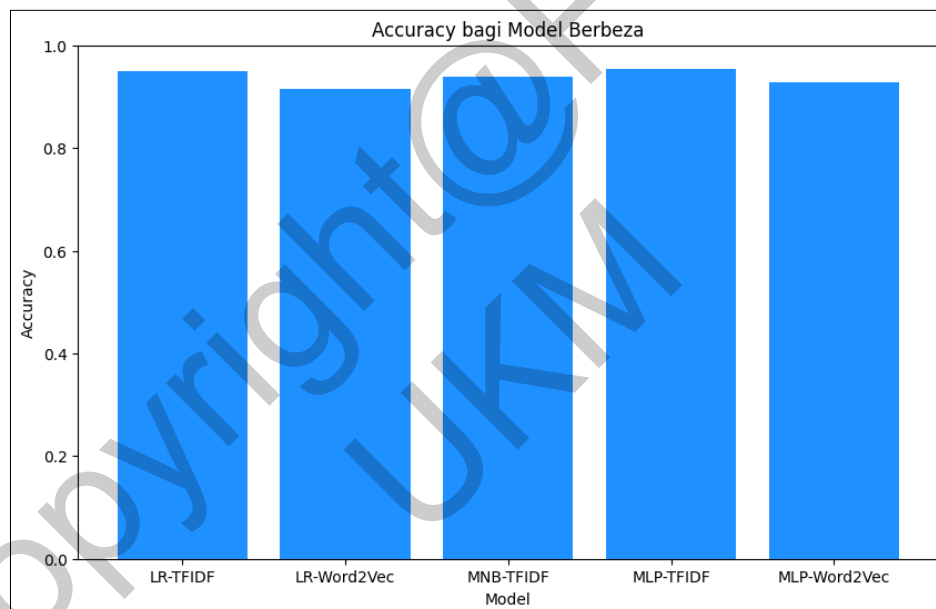 Accuracy bagi Model Berbeza
1.0
0.8
0.6
0.4
0.2
0.0
Accuracy
LR-TFIDF LR-Word2Vec MNB-TFIDF MLP-TFIDF MLP-Word2Vec
Model
opyright@F
UKM